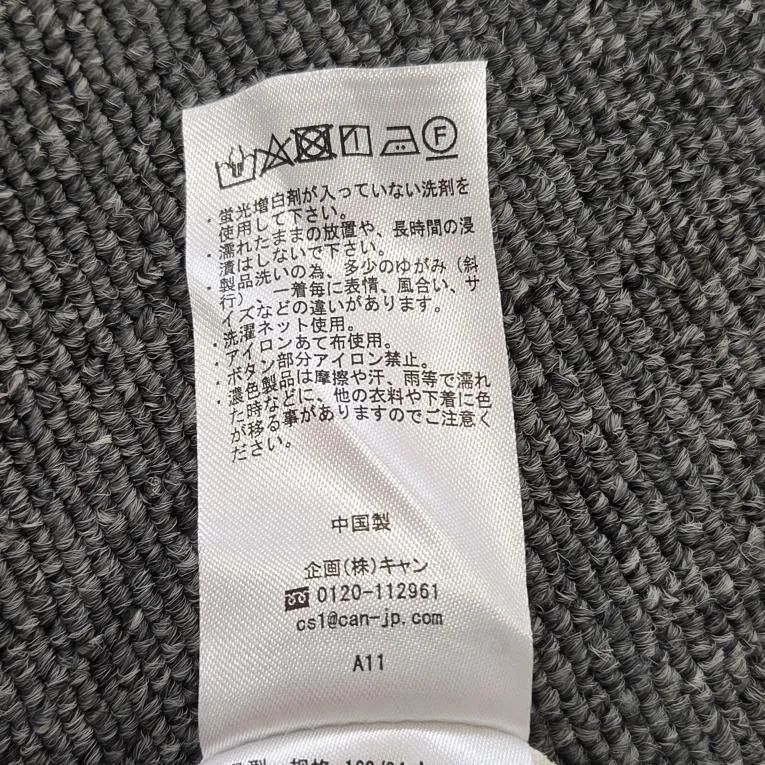 F
・蛍光増白剤が入っていない洗剤を
使用して下さい。
・濡れたままの放置や、長時間の浸
漬はしないで下さい。
・製品洗いの為、多少のゆがみ（斜
行）、一着毎に表情、風合い、サ
イズなどの違いがあります。
・洗濯ネット使用。
・アイロンあて布使用。
・ボタン部分アイロン禁止。
・濃色製品は摩擦や汗、雨等で濡れ
た時などに、他の衣料や下着に色
が移る事がありますのでご注意く
ださい。
中国製
企画(株)キャン
0120-112961
cs1@can-jp.com
A11